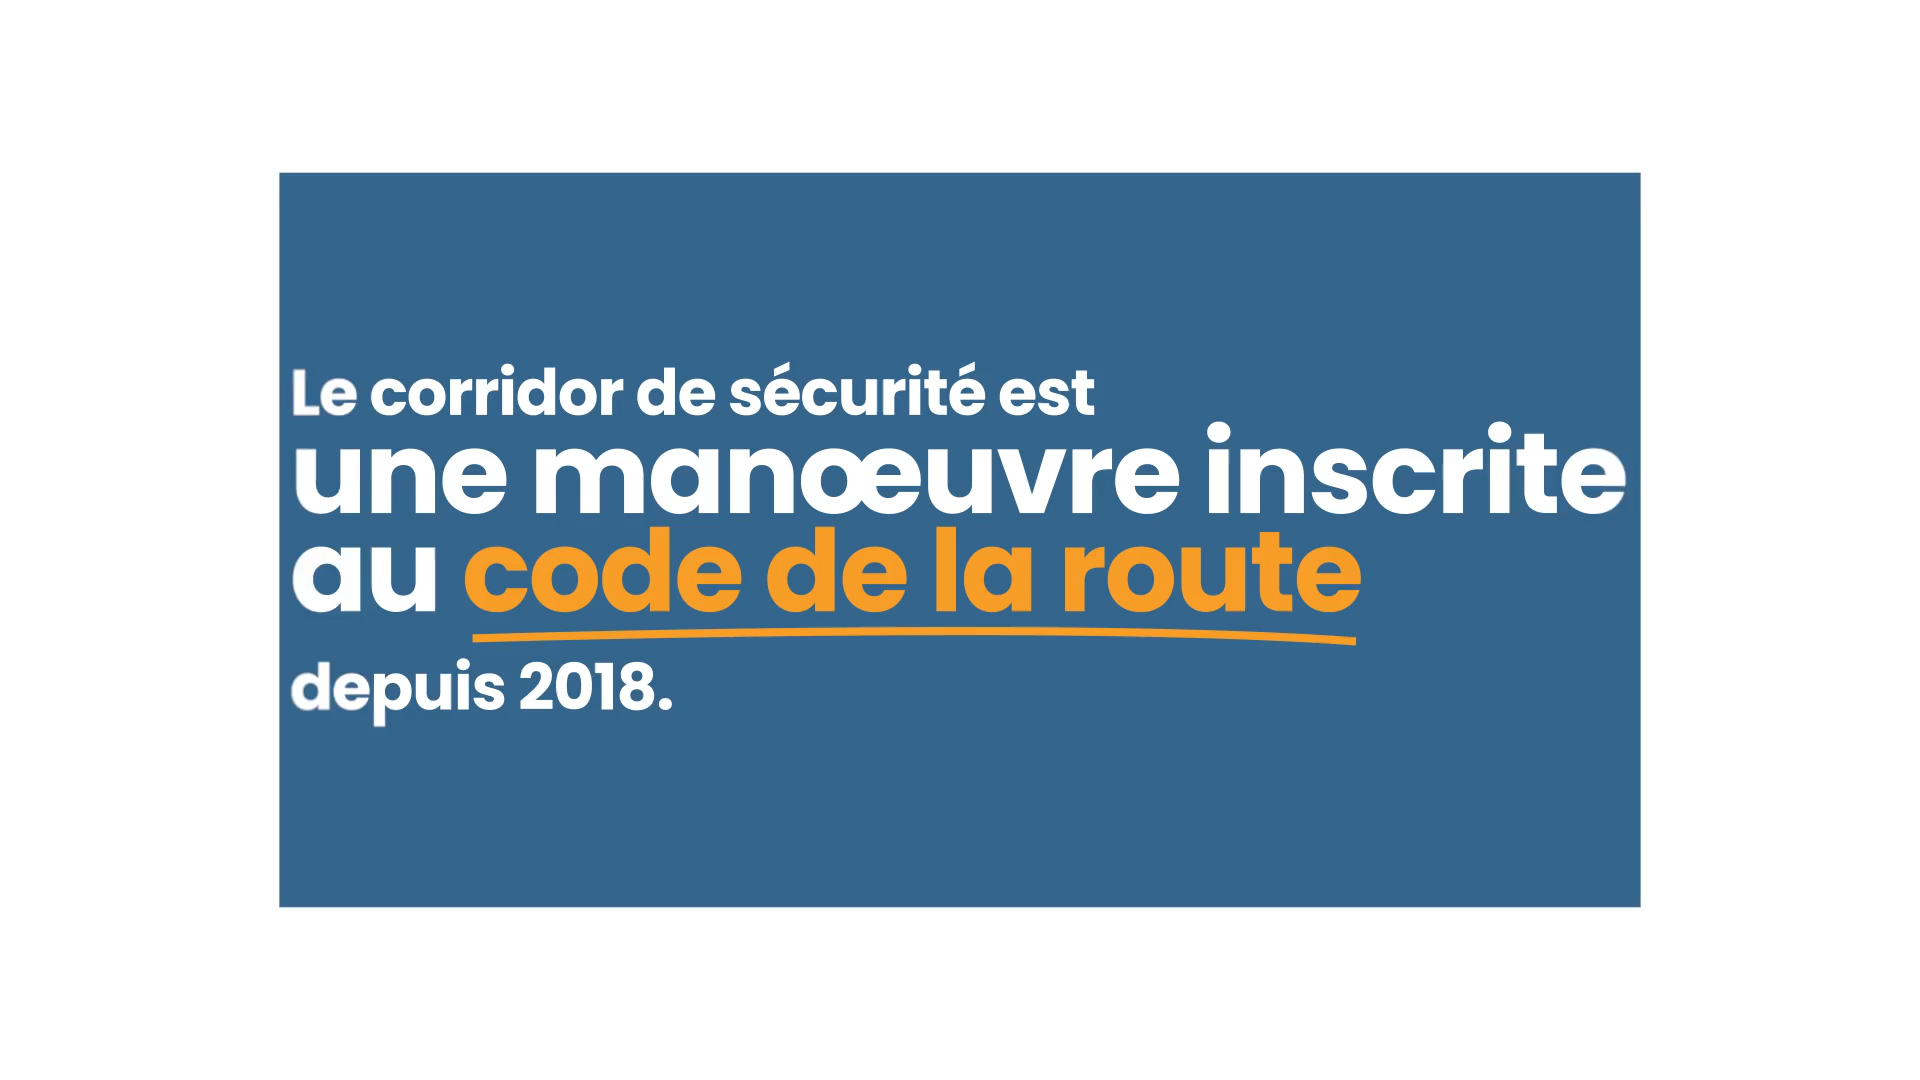 Le corridor de sécurité est
une manœuvre inscrite
au code de la route
depuis 2018.